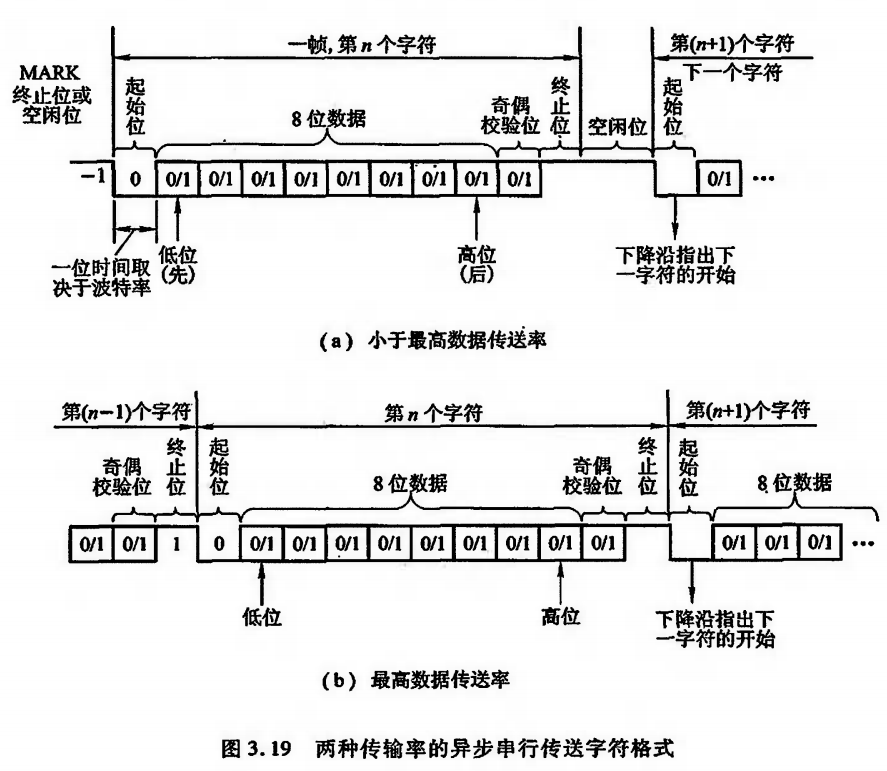 一帧,第n个字符
第(n+1)个字符
下一个字符
MARK
终止位或
空闲位
起始位
8位数据
奇偶
校验位
终止位
空闲位
起始位
-1
0
0/1
0/1
0/1
0/1
0/1
0/1
0/1
0/1
0/1
0/1
...
一位时间取
决于波特率
低位
(先)
高位
(后)
下降沿指出下
一字符的开始
(a) 小于最高数据传送率
第(n-1)个字符
第n个字符
第(n+1)个字符
奇偶
校验位
终止位
起始位
8位数据
奇偶
校验位
终止位
起始位
8位数据
0/1
0/1
1
0
0/1
0/1
0/1
0/1
0/1
0/1
0/1
0/1
0/1
0/1
0/1
0/1
...
低位
高位
下降沿指出下
一字符的开始
(b) 最高数据传送率
图3.19 两种传输率的异步串行传送字符格式